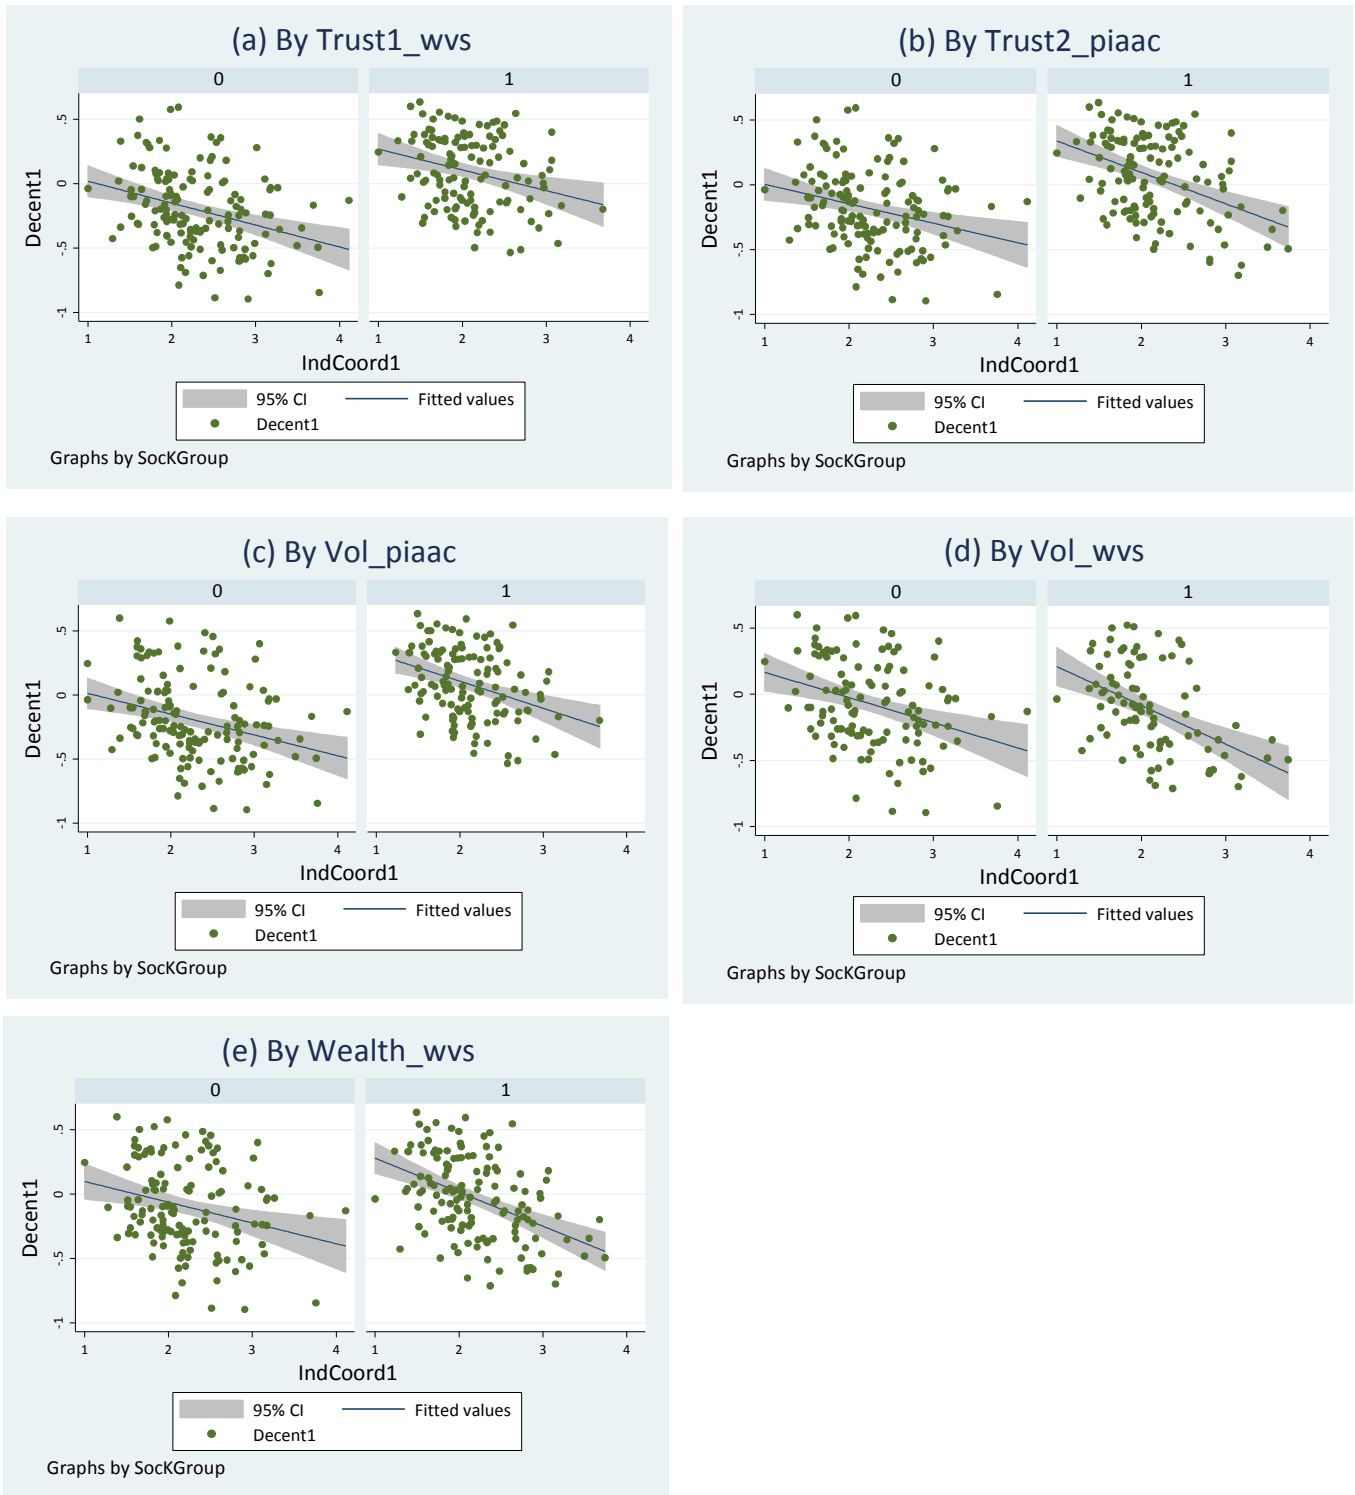 (a) By Trust1_wvs
0 1
.5
0
-.5
-1
Decent1
1 2 3 4 1 2 3 4
IndCoord1
95% CI Fitted values
Decent1
Graphs by SocKGroup
(b) By Trust2_piaac
0 1
.5
0
-.5
-1
Decent1
1 2 3 4 1 2 3 4
IndCoord1
95% CI Fitted values
Decent1
Graphs by SocKGroup
(c) By Vol_piaac
0 1
.5
0
-.5
-1
Decent1
1 2 3 4 1 2 3 4
IndCoord1
95% CI Fitted values
Decent1
Graphs by SocKGroup
(d) By Vol_wvs
0 1
.5
0
-.5
-1
Decent1
1 2 3 4 1 2 3 4
IndCoord1
95% CI Fitted values
Decent1
Graphs by SocKGroup
(e) By Wealth_wvs
0 1
.5
0
-.5
-1
Decent1
1 2 3 4 1 2 3 4
IndCoord1
95% CI Fitted values
Decent1
Graphs by SocKGroup